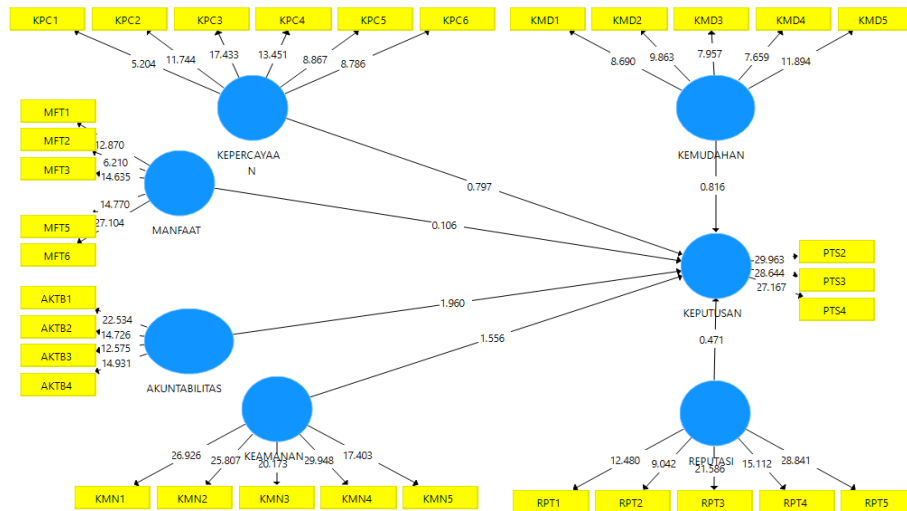 KPC1 KPC2 KPC3 KPC4 KPC5 KPC6
KMD1 KMD2 KMD3 KMD4 KMD5
5.204 11.744 17.433 13.451 8.867 8.786
8.690 9.863 7.957 7.659 11.894
KEPERCAYAA
N
KEMUDAHAN
MFT1
MFT2
MFT3
MFT5
MFT6
12.870
6.210
14.635
14.770
27.104
MANFAAT
0.797
0.816
0.106
1.960
1.556
0.471
KEPUTUSAN
29.963
28.644
27.167
PTS2
PTS3
PTS4
AKTB1
AKTB2
AKTB3
AKTB4
22.534
14.726
12.575
14.931
AKUNTABILITAS
KEAMANAN
26.926 25.807 20.173 29.948 17.403
KMN1 KMN2 KMN3 KMN4 KMN5
REPUTASI
12.480 9.042 21.586 15.112 28.841
RPT1 RPT2 RPT3 RPT4 RPT5